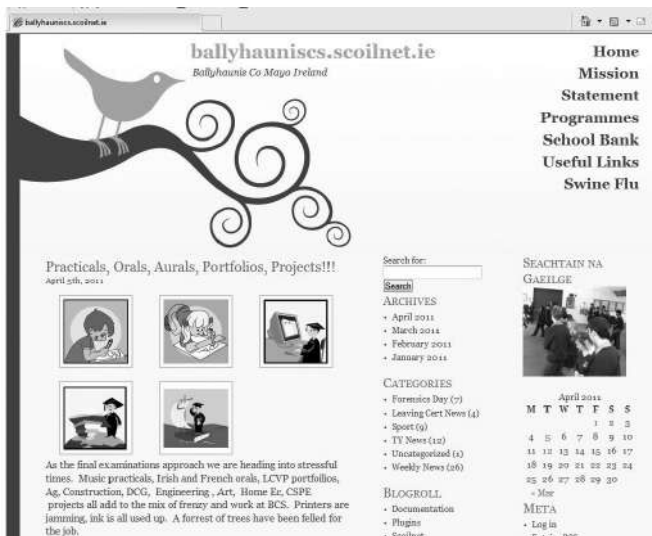 ballyhauniscs.scoilnet.ie
ballyhauniscs.scoilnet.ie
Ballyhaunis Co Mayo Ireland
Home
Mission
Statement
Programmes
School Bank
Useful Links
Swine Flu
Practicals, Orals, Aurals, Portfolios, Projects!!!
April 5th, 2011
As the final examinations approach we are heading into stressful
times. Music practicals, Irish and French orals, LCVP portfoilios,
Ag, Construction, DCG, Engineering , Art, Home Ec, CSPE
projects all add to the mix of frenzy and work at BCS. Printers are
jamming, ink is all used up. A forrest of trees have been felled for
the job.
Search for:
Search
Archives
• April 2011
• March 2011
• February 2011
• January 2011
Categories
• Forensics Day (7)
• Leaving Cert News (4)
• Sport (9)
• TY News (12)
• Uncategorized (1)
• Weekly News (26)
Blogroll
• Documentation
• Plugins
• Scoilnet
Seachtain na
Gaeilge
April 2011
M T W T F S S
1 2 3
4 5 6 7 8 9 10
11 12 13 14 15 16 17
18 19 20 21 22 23 24
25 26 27 28 29 30
« Mar
Meta
• Log in